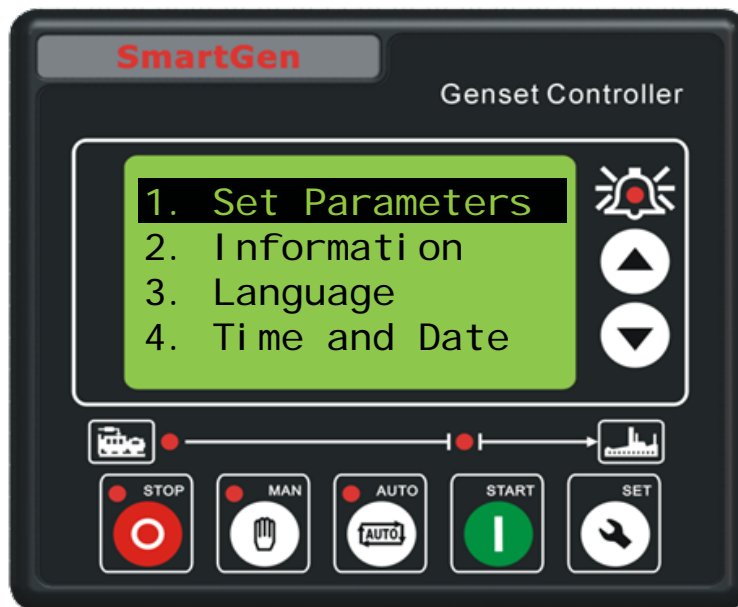 SmartGen
Genset Controller
1. Set Parameters
2. Information
3. Language
4. Time and Date
STOP MAN AUTO START SET
AUTO